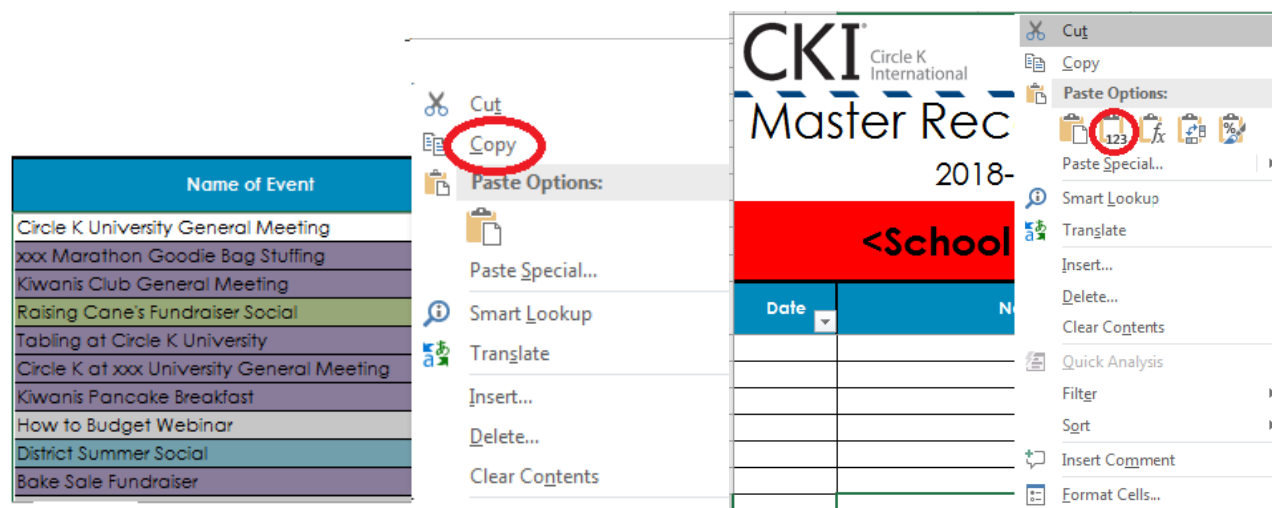 Name of Event
Circle K University General Meeting
xxx Marathon Goodie Bag Stuffing
Kiwanis Club General Meeting
Raising Cane's Fundraiser Social
Tabling at Circle K University
Circle K at xxx University General Meeting
Kiwanis Pancake Breakfast
How to Budget Webinar
District Summer Social
Bake Sale Fundraiser
Cut
Copy
Paste Options:
Paste Special...
Smart Lookup
Translate
Insert...
Delete...
Clear Contents
CKI
Circle K
International
Master Rec
2018-
<School
Date
N
Cut
Copy
Paste Options:
123 fx %
Paste Special...
Smart Lookup
Translate
Insert...
Delete...
Clear Contents
Quick Analysis
Filter
Sort
Insert Comment
Format Cells...